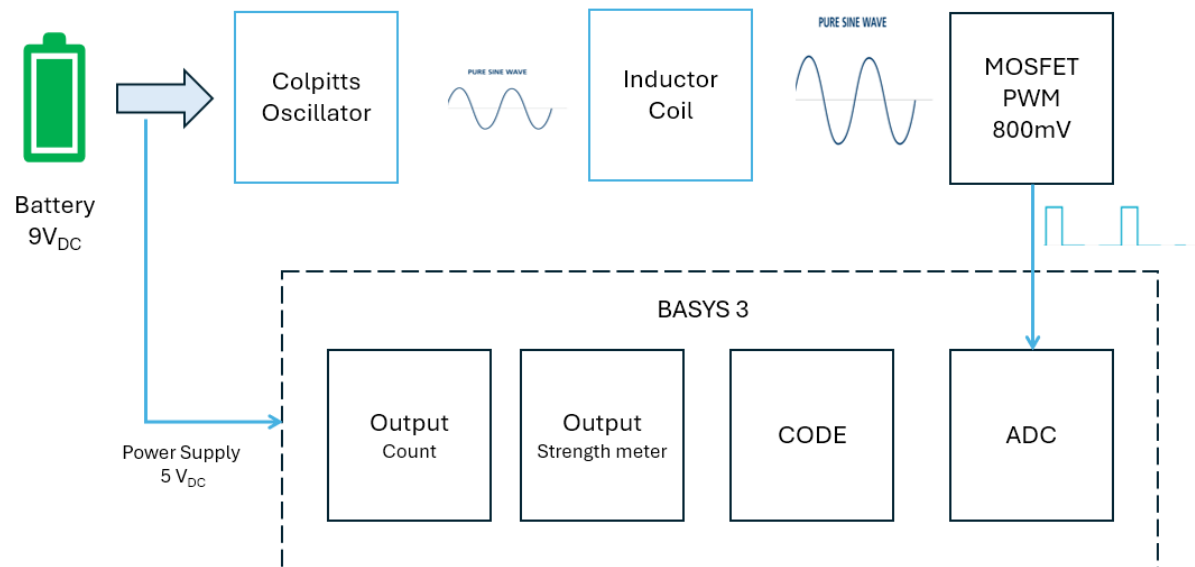 Battery
9VDC
Colpitts
Oscillator
PURE SINE WAVE
Inductor
Coil
PURE SINE WAVE
MOSFET
PWM
800mV
Power Supply
5 VDC
BASYS 3
Output
Count
Output
Strength meter
CODE
ADC